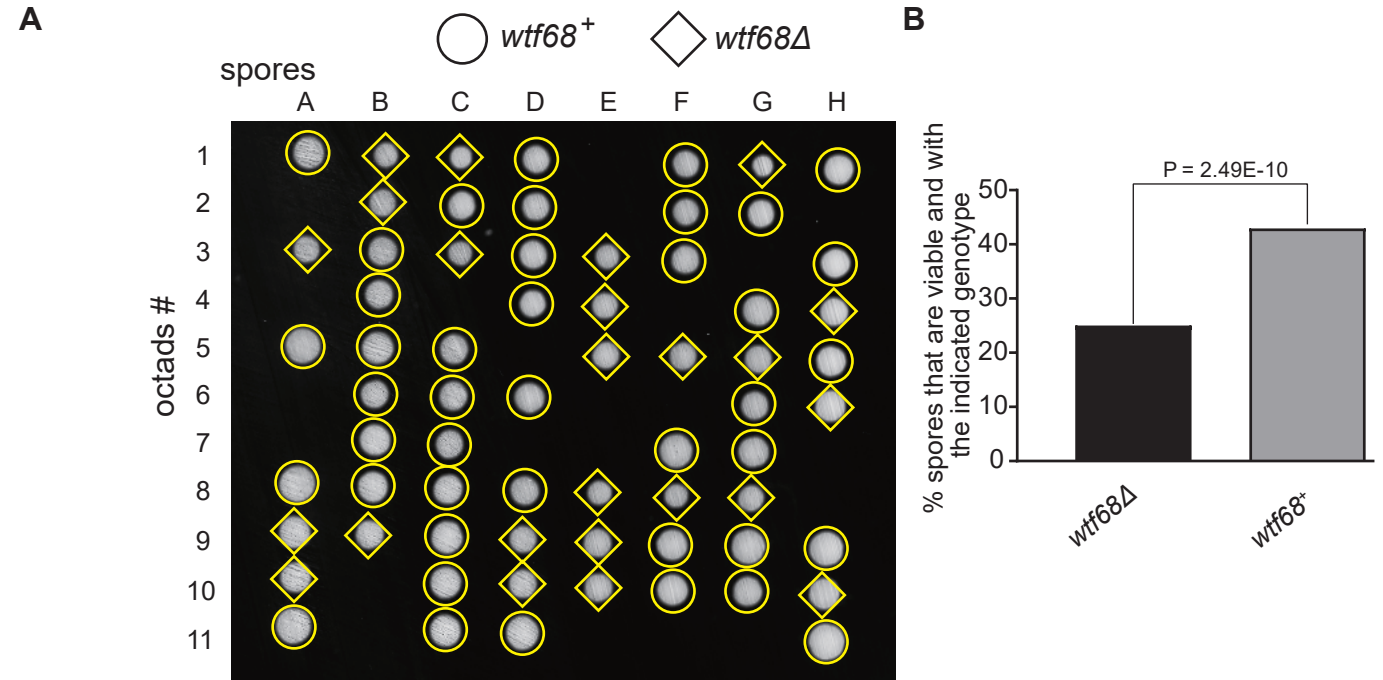 A
wtf68+
wtf68Δ
B
spores
A B C D E F G H
octads #
1
2
3
4
5
6
7
8
9
10
11
% spores that are viable and with
the indicated genotype
P = 2.49E-10
50
40
30
20
10
0
wtf68Δ
wtf68+